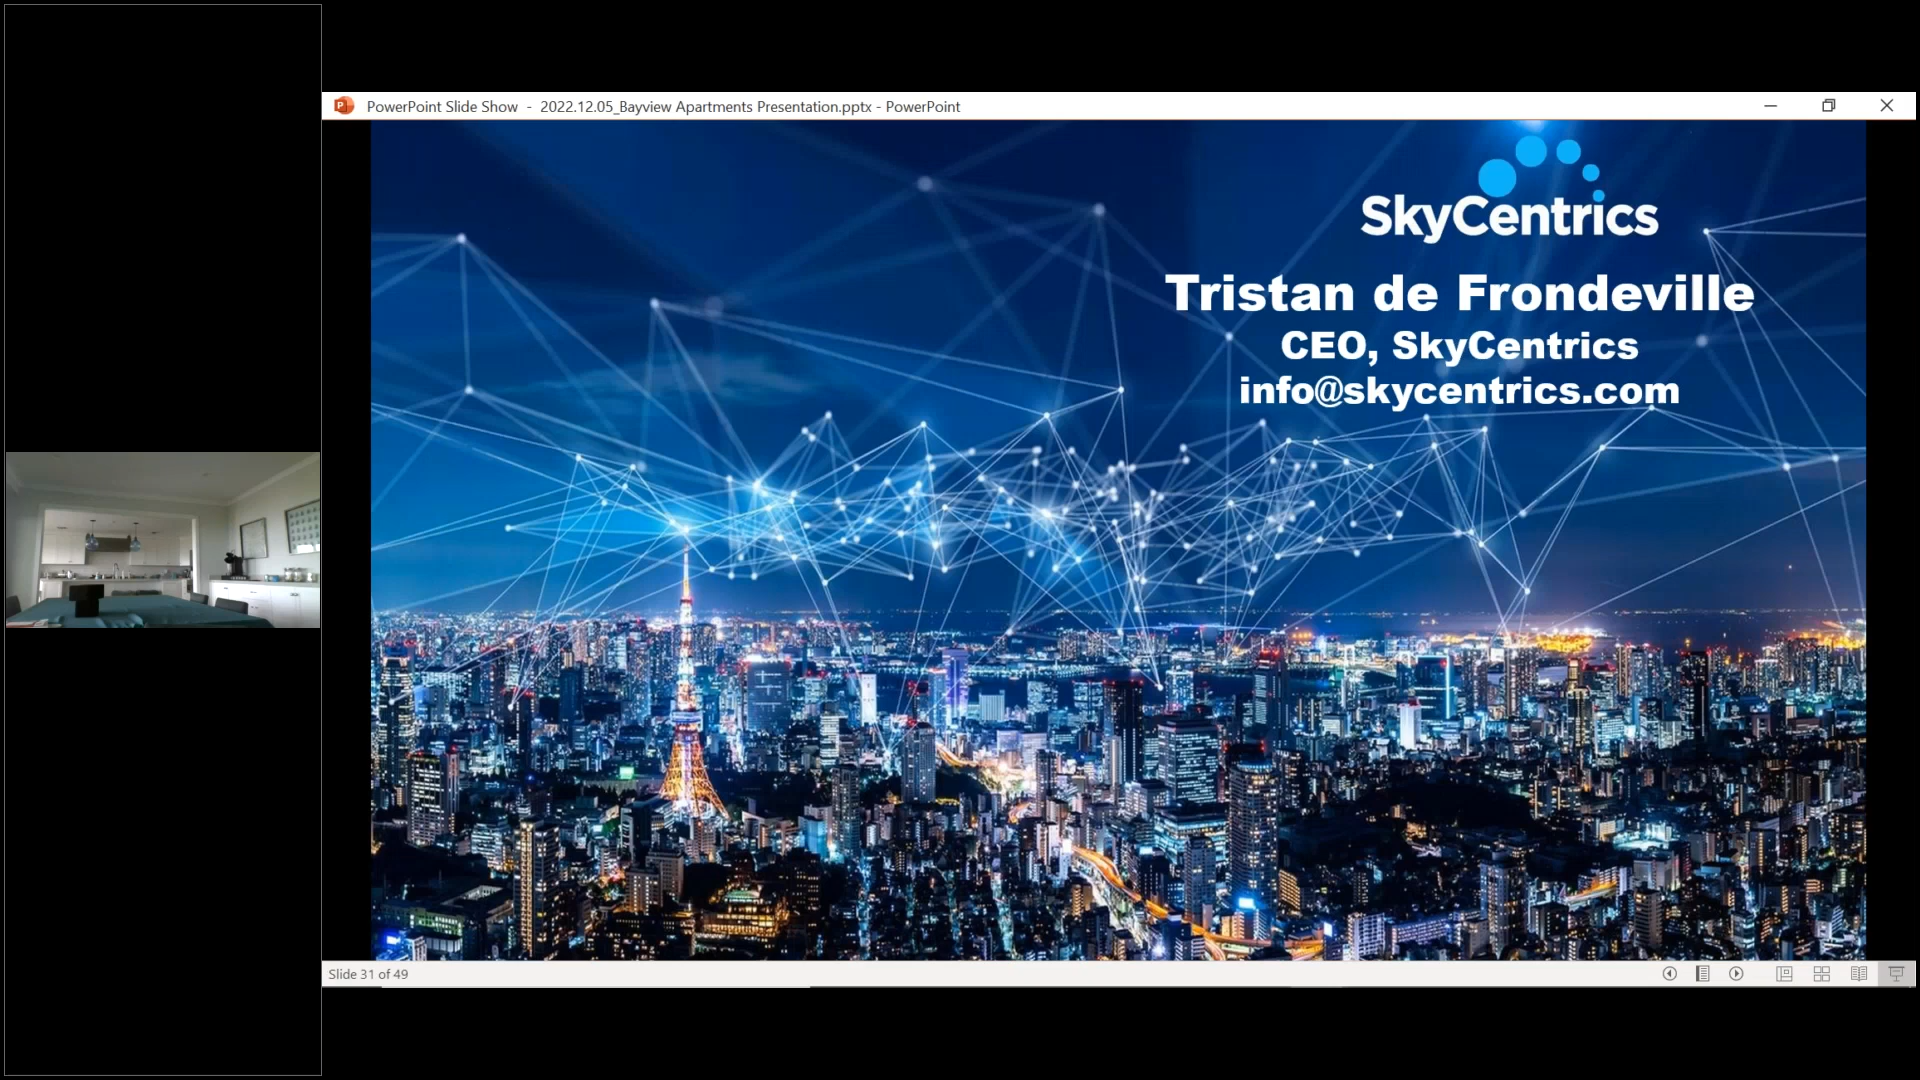 PowerPoint Slide Show - 2022.12.05_Bayview Apartments Presentation.pptx - PowerPoint
SkyCentrics
Tristan de Frondeville
CEO, SkyCentrics
info@skycentrics.com
Slide 31 of 49